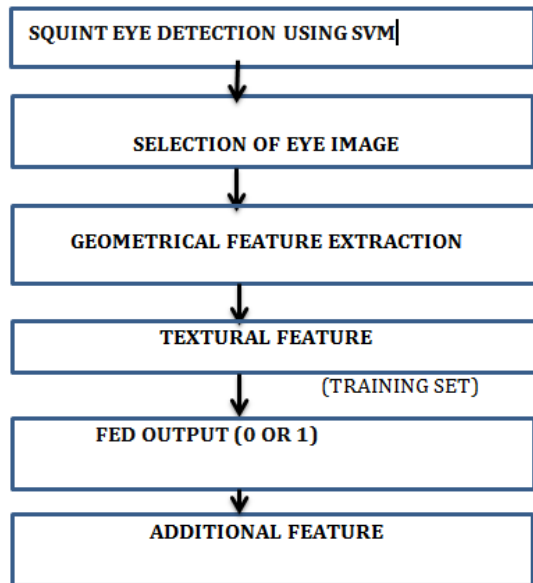 SQUINT EYE DETECTION USING SVM
SELECTION OF EYE IMAGE
GEOMETRICAL FEATURE EXTRACTION
TEXTURAL FEATURE
(TRAINING SET)
FED OUTPUT (0 OR 1)
ADDITIONAL FEATURE